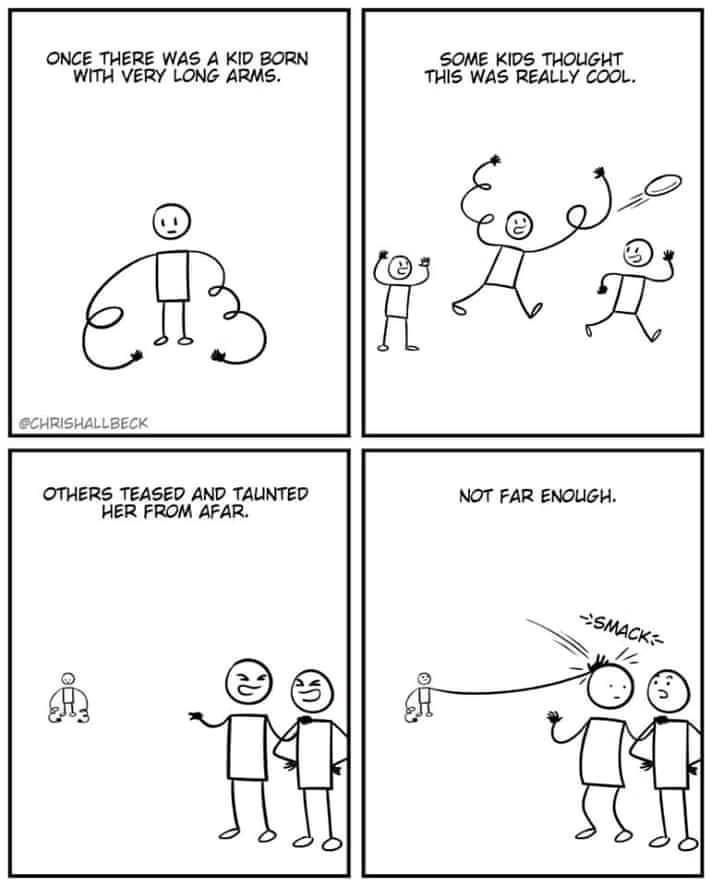 ONCE THERE WAS A KID BORN
WITH VERY LONG ARMS.
@CHRISHALLBECK
SOME KIDS THOUGHT
THIS WAS REALLY COOL.
OTHERS TEASED AND TAUNTED
HER FROM AFAR.
NOT FAR ENOUGH.
SMACK